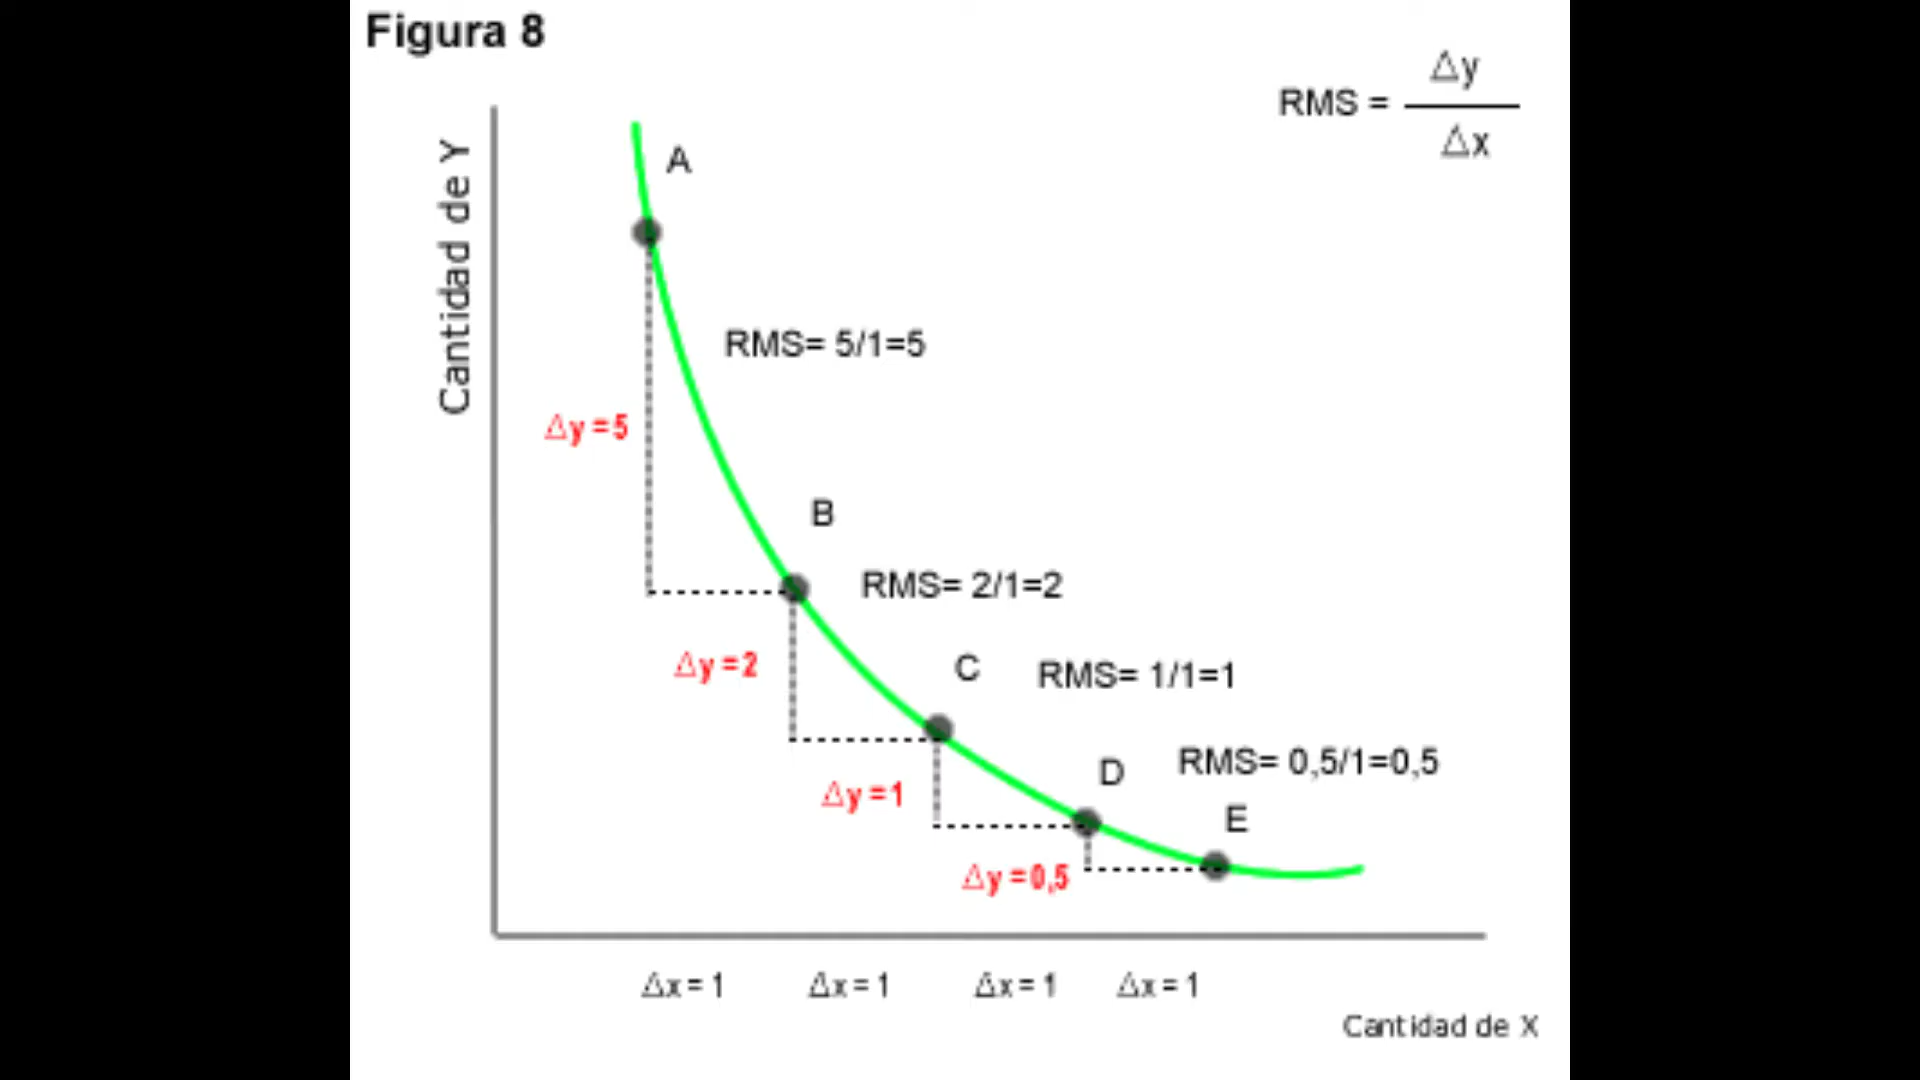 Figura 8
Δy
RMS =
Δx
Cantidad de Y
A
RMS= 5/1=5
Δy =5
B
RMS= 2/1=2
Δy =2
C
RMS= 1/1=1
D
RMS= 0,5/1=0,5
Δy =1
E
Δy =0,5
Δx = 1
Δx = 1
Δx = 1
Δx = 1
Cantidad de X